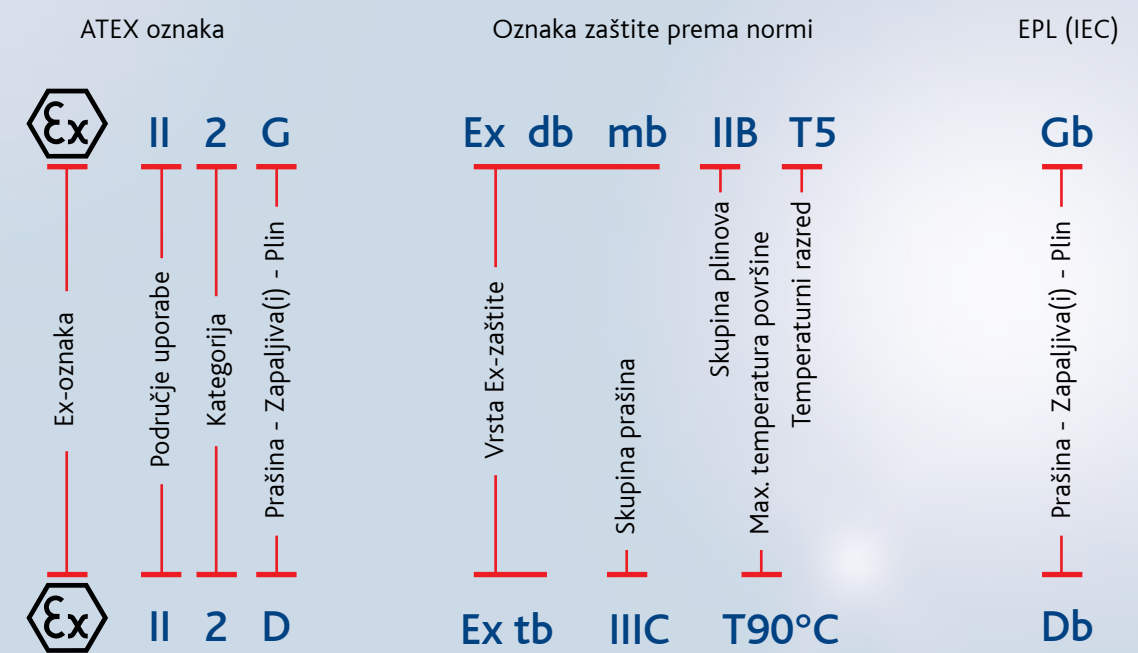 ATEX oznaka Oznaka zaštite prema normi EPL (IEC)
Ex II 2 G Ex db mb IIB T5 Gb
Ex-oznaka
Područje uporabe
Kategorija
Prašina - Zapaljiva(i) - Plin
Vrsta Ex-zaštite
Skupina prašina
Skupina plinova
Max. temperatura površine
Temperaturni razred
Prašina - Zapaljiva(i) - Plin
Ex II 2 D Ex tb IIIC T90°C Db